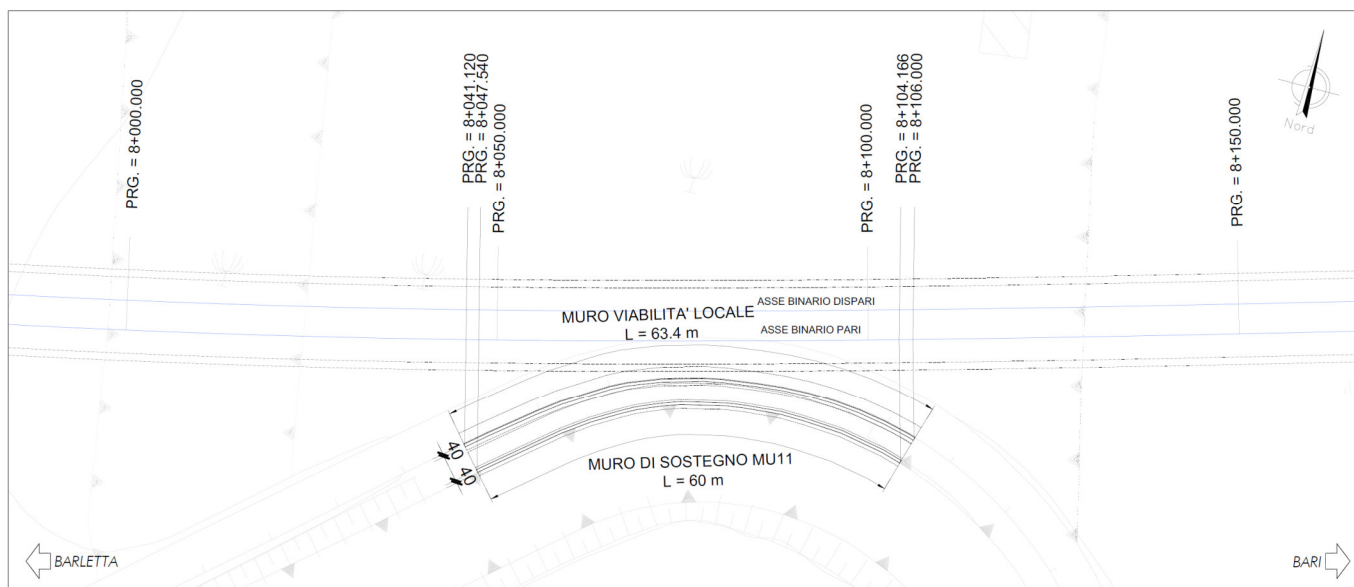 PRG. = 8+000.000
PRG. = 8+041.120
PRG. = 8+047.540
PRG. = 8+050.000
PRG. = 8+100.000
PRG. = 8+104.166
PRG. = 8+106.000
PRG. = 8+150.000
Nord
ASSE BINARIO DISPARI
MURO VIABILITA' LOCALE
L = 63.4 m
ASSE BINARIO PARI
40
40
MURO DI SOSTEGNO MU11
L = 60 m
BARLETTA
BARI